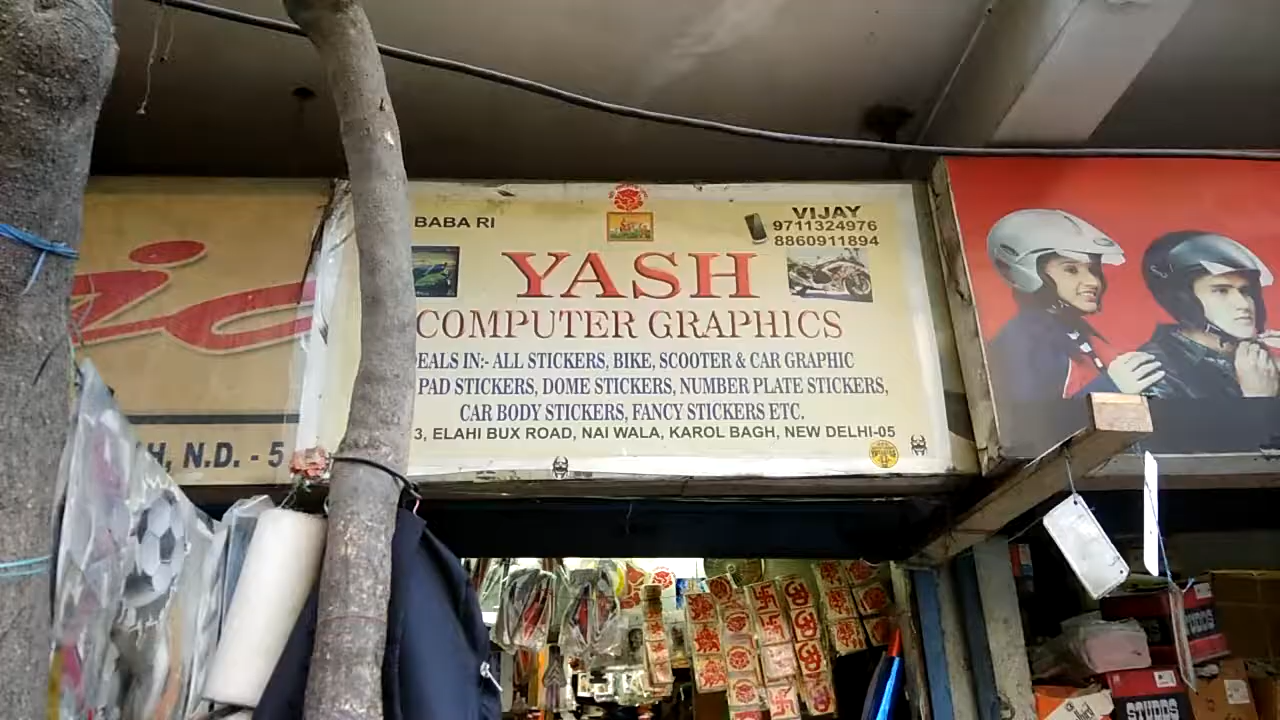 BABA RI
VIJAY
9711324976
8860911894
YASH
COMPUTER GRAPHICS
EALS IN:- ALL STICKERS, BIKE, SCOOTER & CAR GRAPHIC
PAD STICKERS, DOME STICKERS, NUMBER PLATE STICKERS,
CAR BODY STICKERS, FANCY STICKERS ETC.
3, ELAHI BUX ROAD, NAI WALA, KAROL BAGH, NEW DELHI-05
ic
H, N.D. - 5
STUDDS